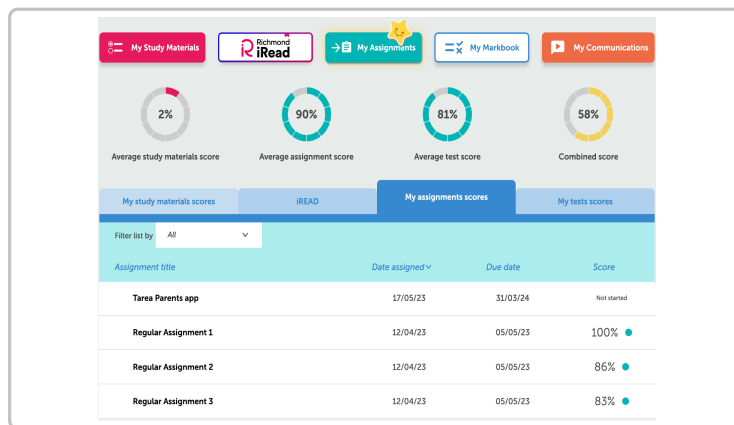 My Study Materials
Richmond
iRead
My Assignments
My Markbook
My Communications
2%
90%
81%
58%
Average study materials score
Average assignment score
Average test score
Combined score
My study materials scores
iREAD
My assignments scores
My tests scores
Filter list by All
Assignment title Date assigned Due date Score
Tarea Parents app 17/05/23 31/03/24 Not started
Regular Assignment 1 12/04/23 05/05/23 100%
Regular Assignment 2 12/04/23 05/05/23 86%
Regular Assignment 3 12/04/23 05/05/23 83%